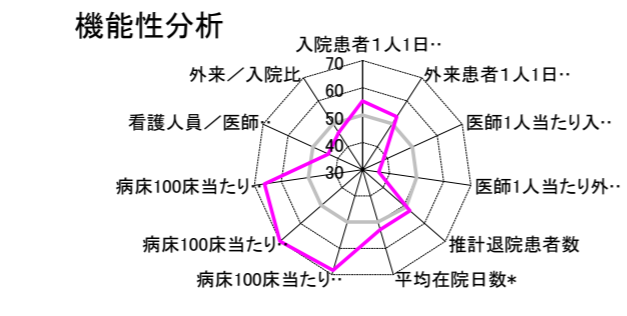 機能性分析
入院患者１人１日‥
外来患者１人１日‥
医師1人当たり入‥
医師1人当たり外‥
推計退院患者数
平均在院日数*
病床100床当たり‥
病床100床当たり‥
病床100床当たり‥
看護人員／医師‥
外来／入院比
70
60
50
40
30